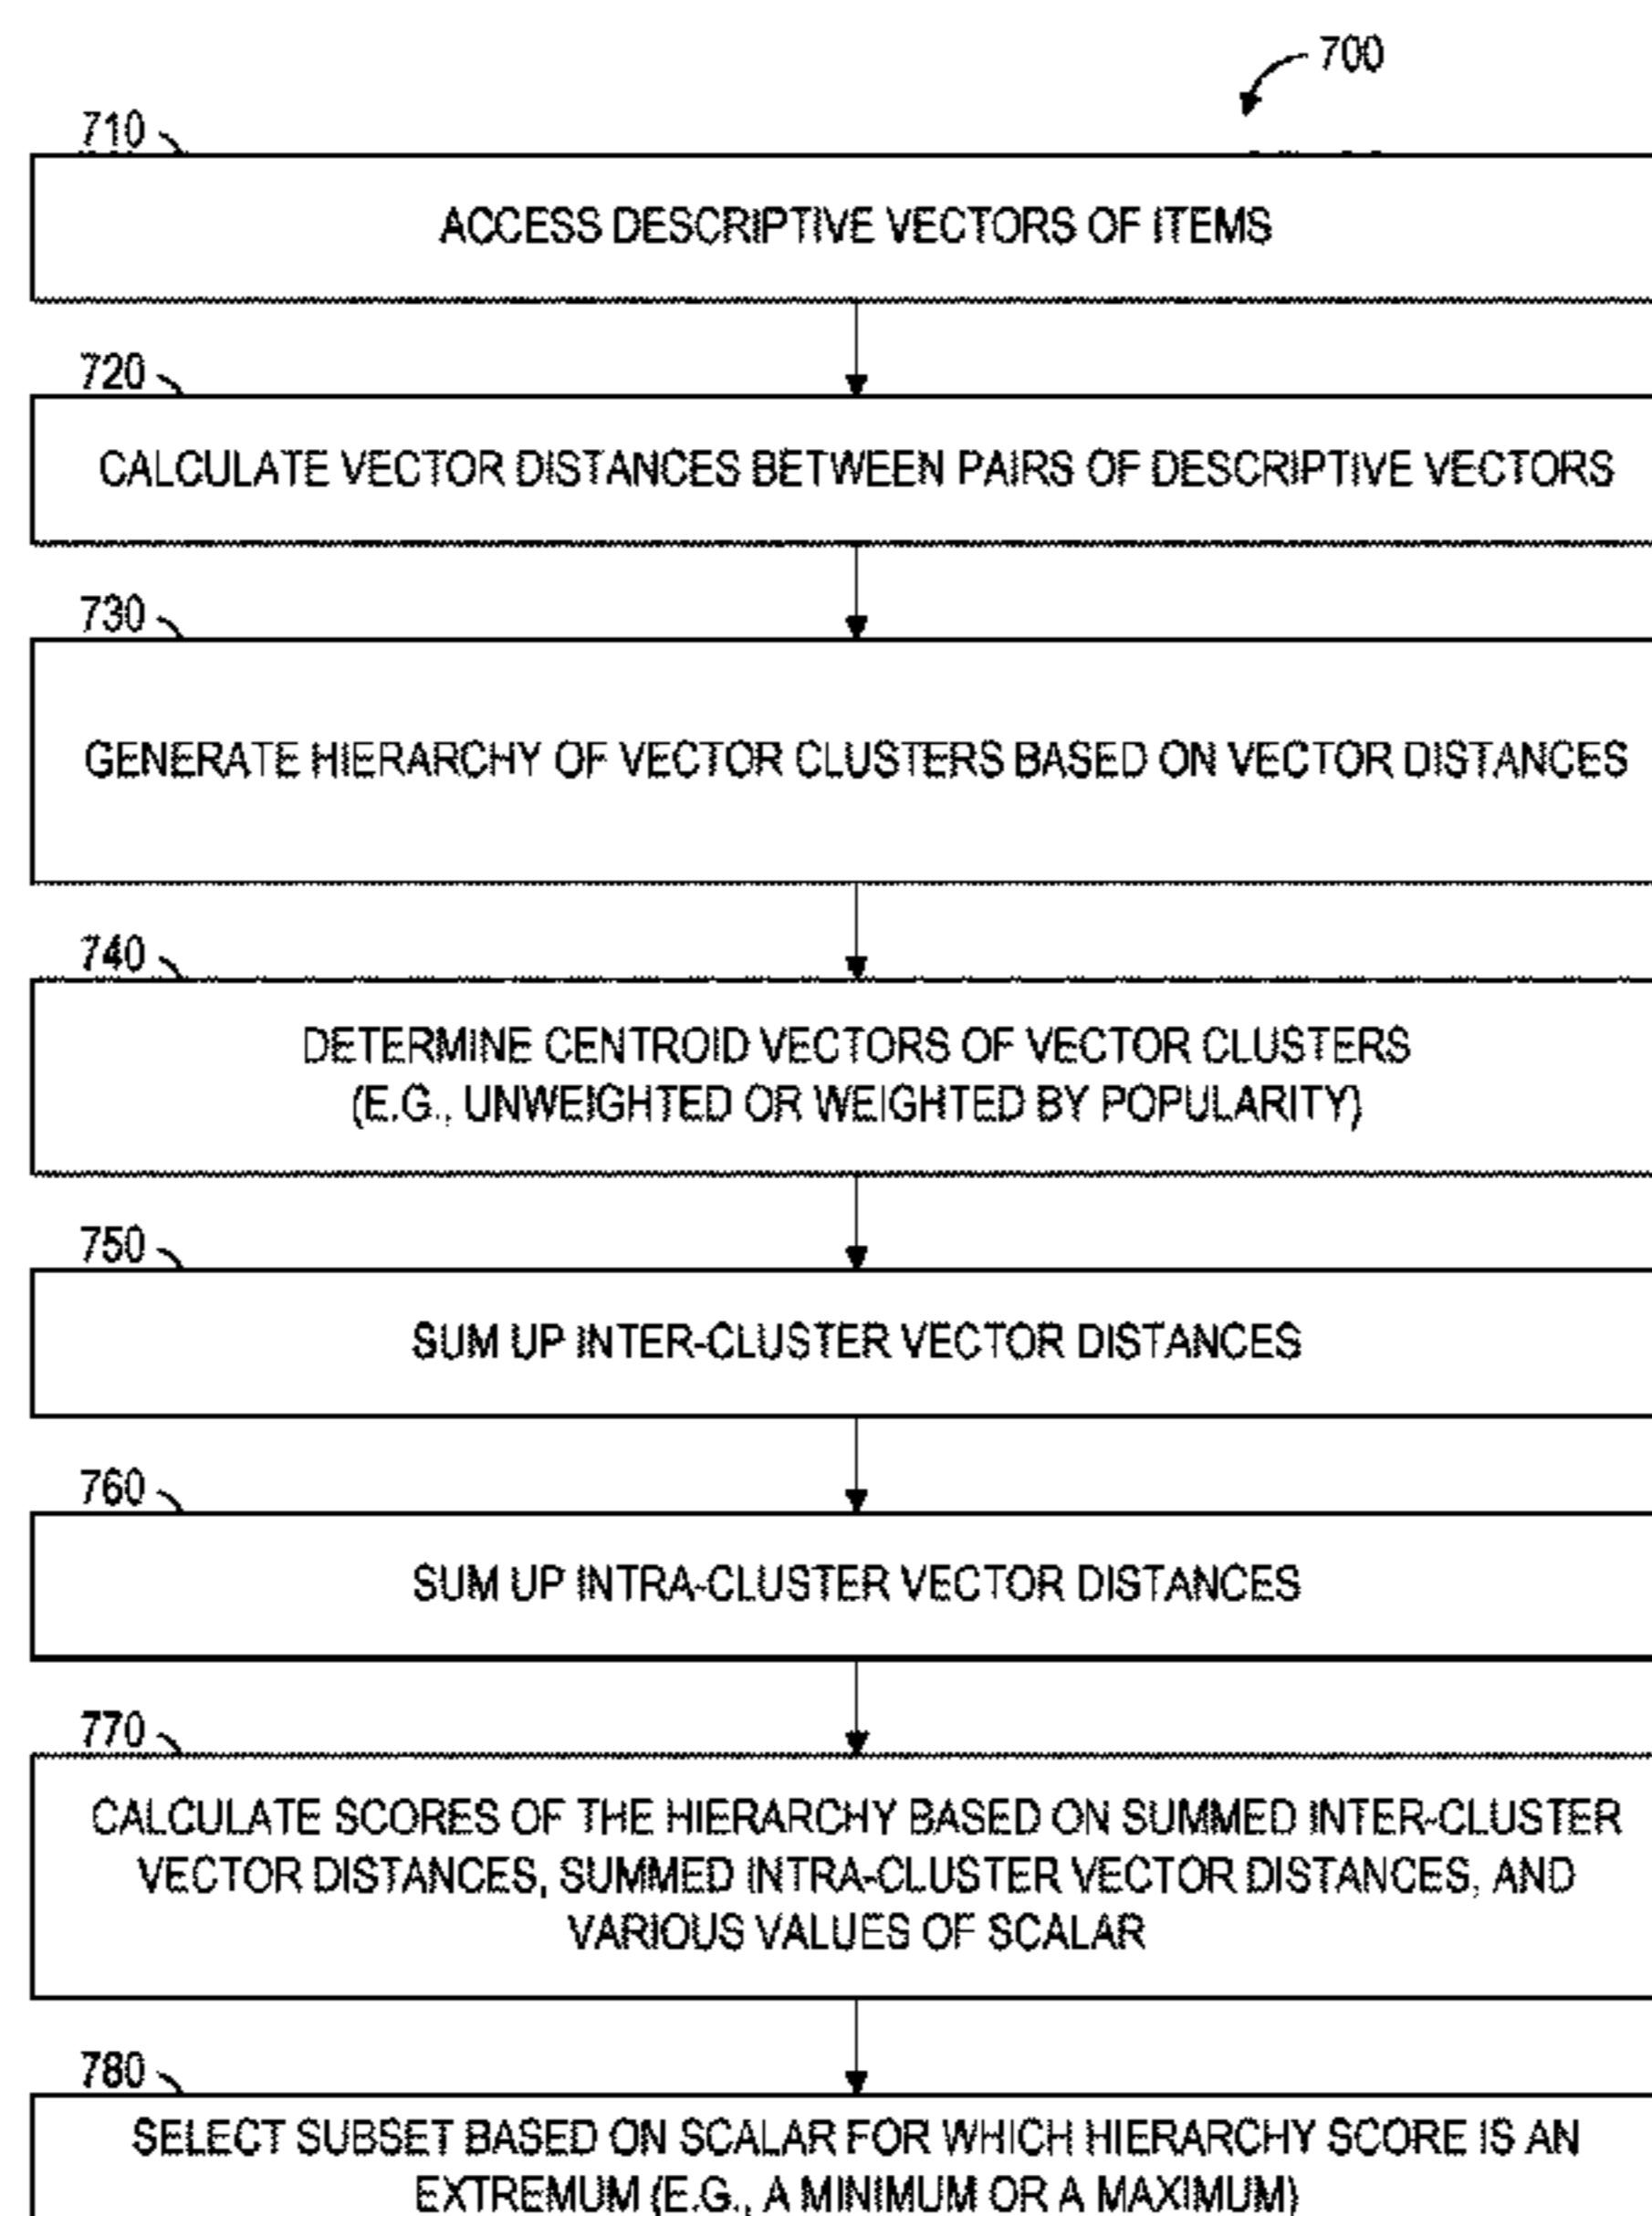 700
710
ACCESS DESCRIPTIVE VECTORS OF ITEMS
720
CALCULATE VECTOR DISTANCES BETWEEN PAIRS OF DESCRIPTIVE VECTORS
730
GENERATE HIERARCHY OF VECTOR CLUSTERS BASED ON VECTOR DISTANCES
740
DETERMINE CENTROID VECTORS OF VECTOR CLUSTERS
(E.G., UNWEIGHTED OR WEIGHTED BY POPULARITY)
750
SUM UP INTER-CLUSTER VECTOR DISTANCES
760
SUM UP INTRA-CLUSTER VECTOR DISTANCES
770
CALCULATE SCORES OF THE HIERARCHY BASED ON SUMMED INTER-CLUSTER
VECTOR DISTANCES, SUMMED INTRA-CLUSTER VECTOR DISTANCES, AND
VARIOUS VALUES OF SCALAR
780
SELECT SUBSET BASED ON SCALAR FOR WHICH HIERARCHY SCORE IS AN
EXTREMUM (E.G., A MINIMUM OR A MAXIMUM)